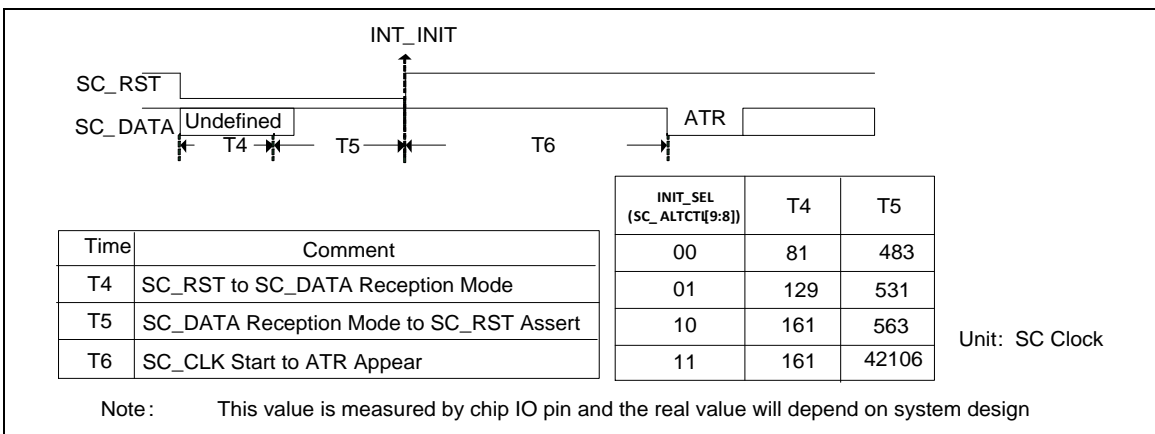 INT_INIT
SC_RST
SC_DATA Undefined ATR
T4 T5 T6
INIT_SEL T4 T5
(SC_ALTCTL[9:8])
00 81 483
01 129 531
10 161 563
11 161 42106
Unit: SC Clock
Time Comment
T4 SC_RST to SC_DATA Reception Mode
T5 SC_DATA Reception Mode to SC_RST Assert
T6 SC_CLK Start to ATR Appear
Note: This value is measured by chip IO pin and the real value will depend on system design